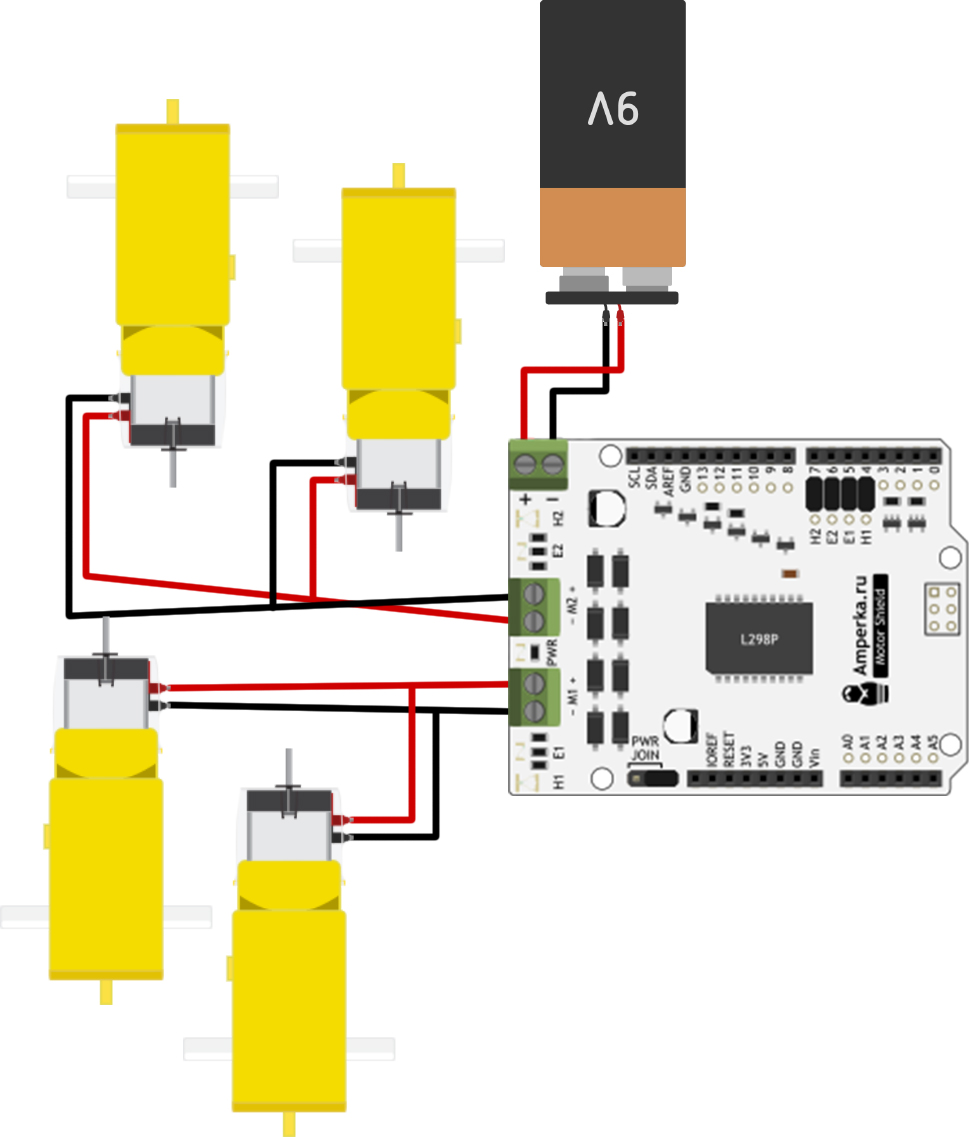 9V
+ −
SCL
SDA
AREF
GND
13
12
11
10
9
8
7
6
5
4
3
2
1
0
H2
E2
H2
E2
E1
H1
− M2 +
PWR
− M1 +
E1
H1
L298P
Amperka.ru
Motor Shield
PWR
JOIN
IOREF
RESET
3V3
5V
GND
GND
Vin
A0
A1
A2
A3
A4
A5